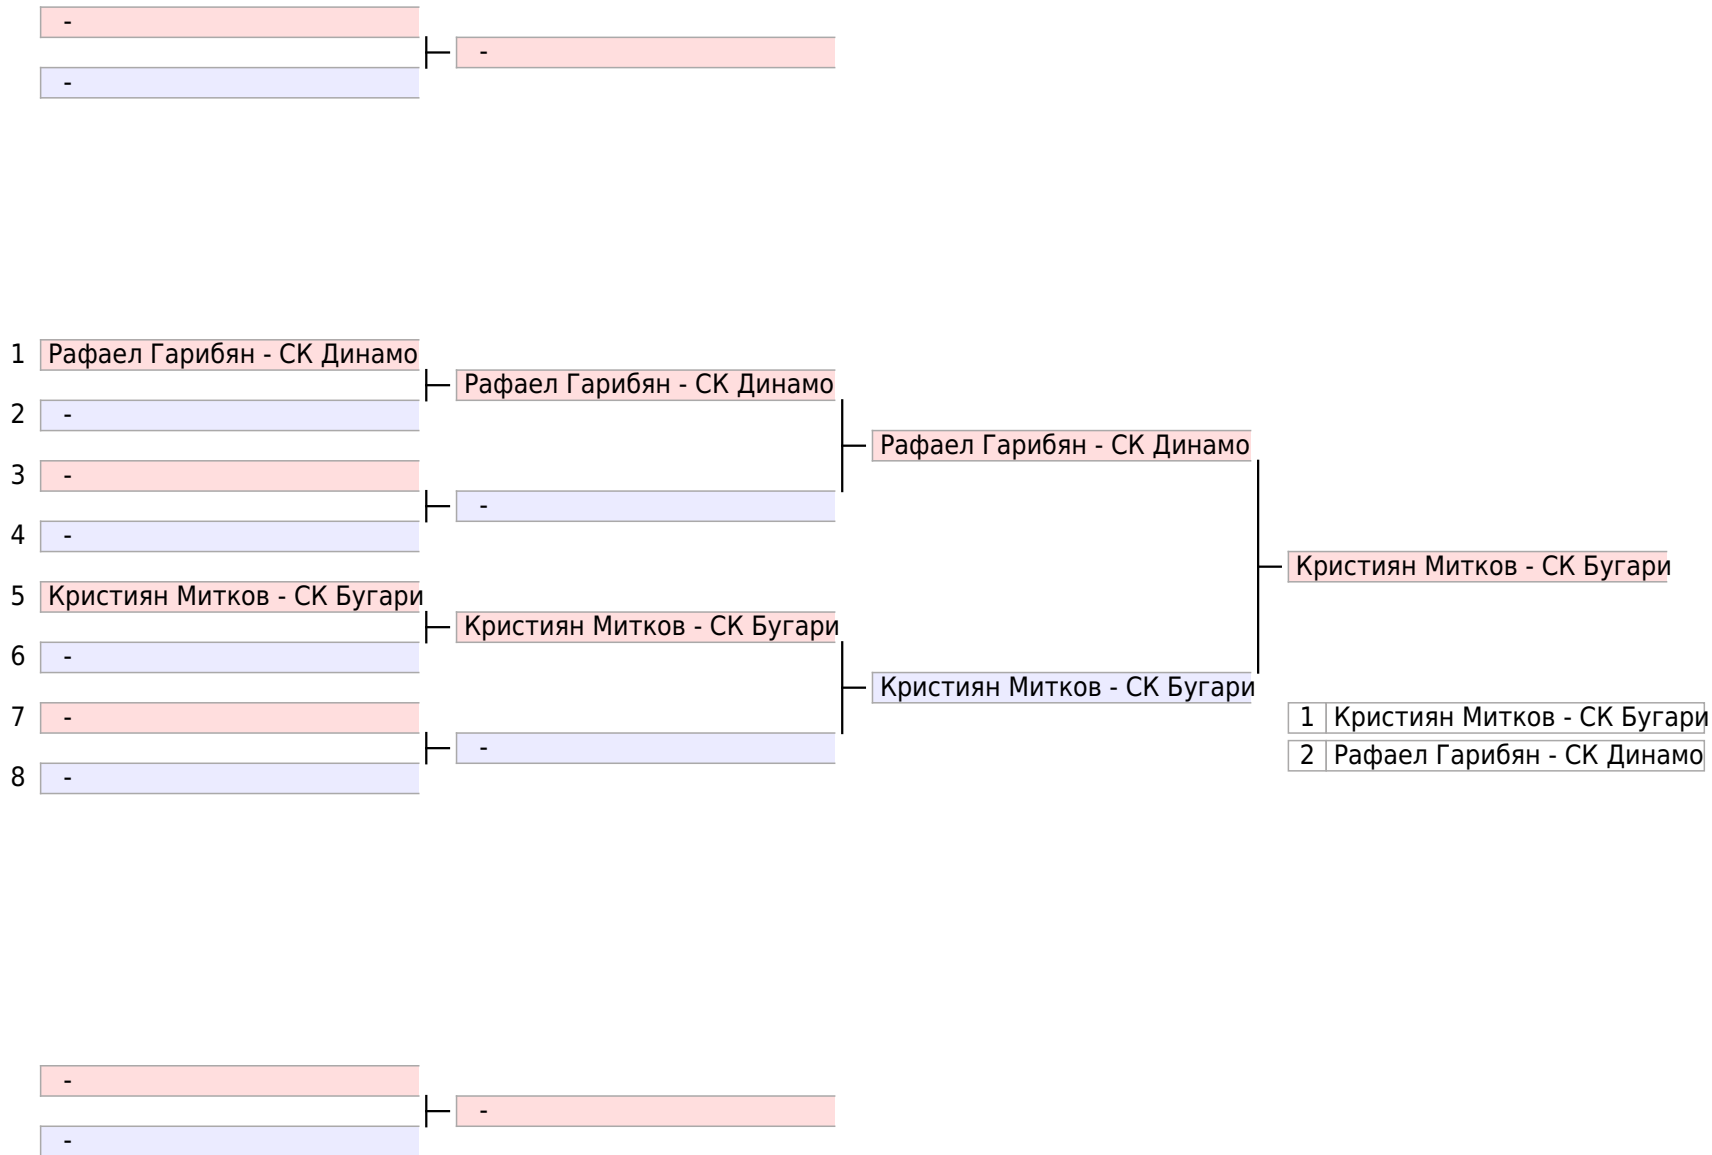 -
-
-
1 Рафаел Гарибян - СК Динамо
Рафаел Гарибян - СК Динамо
2 -
Рафаел Гарибян - СК Динамо
3 -
-
4 -
Кристиян Митков - СК Бугари
5 Кристиян Митков - СК Бугари
Кристиян Митков - СК Бугари
6 -
Кристиян Митков - СК Бугари
7 -
1 Кристиян Митков - СК Бугари
-
2 Рафаел Гарибян - СК Динамо
8 -
-
-
-